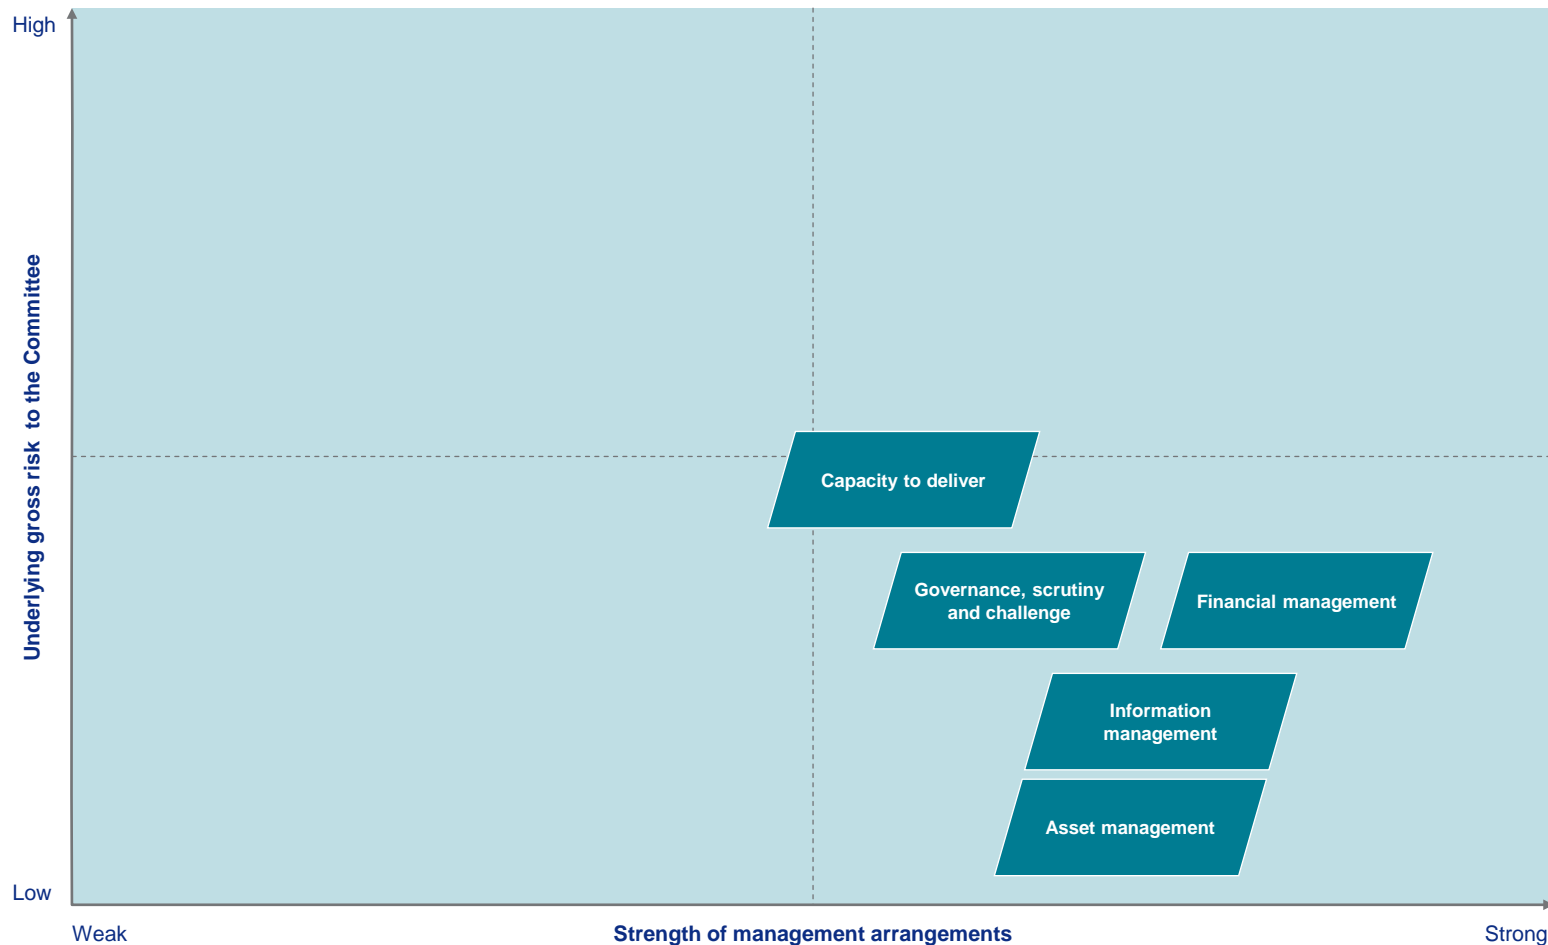 High
Underlying gross risk to the Committee
Capacity to deliver
Governance, scrutiny
and challenge
Financial management
Information
management
Asset management
Low
Weak
Strength of management arrangements
Strong